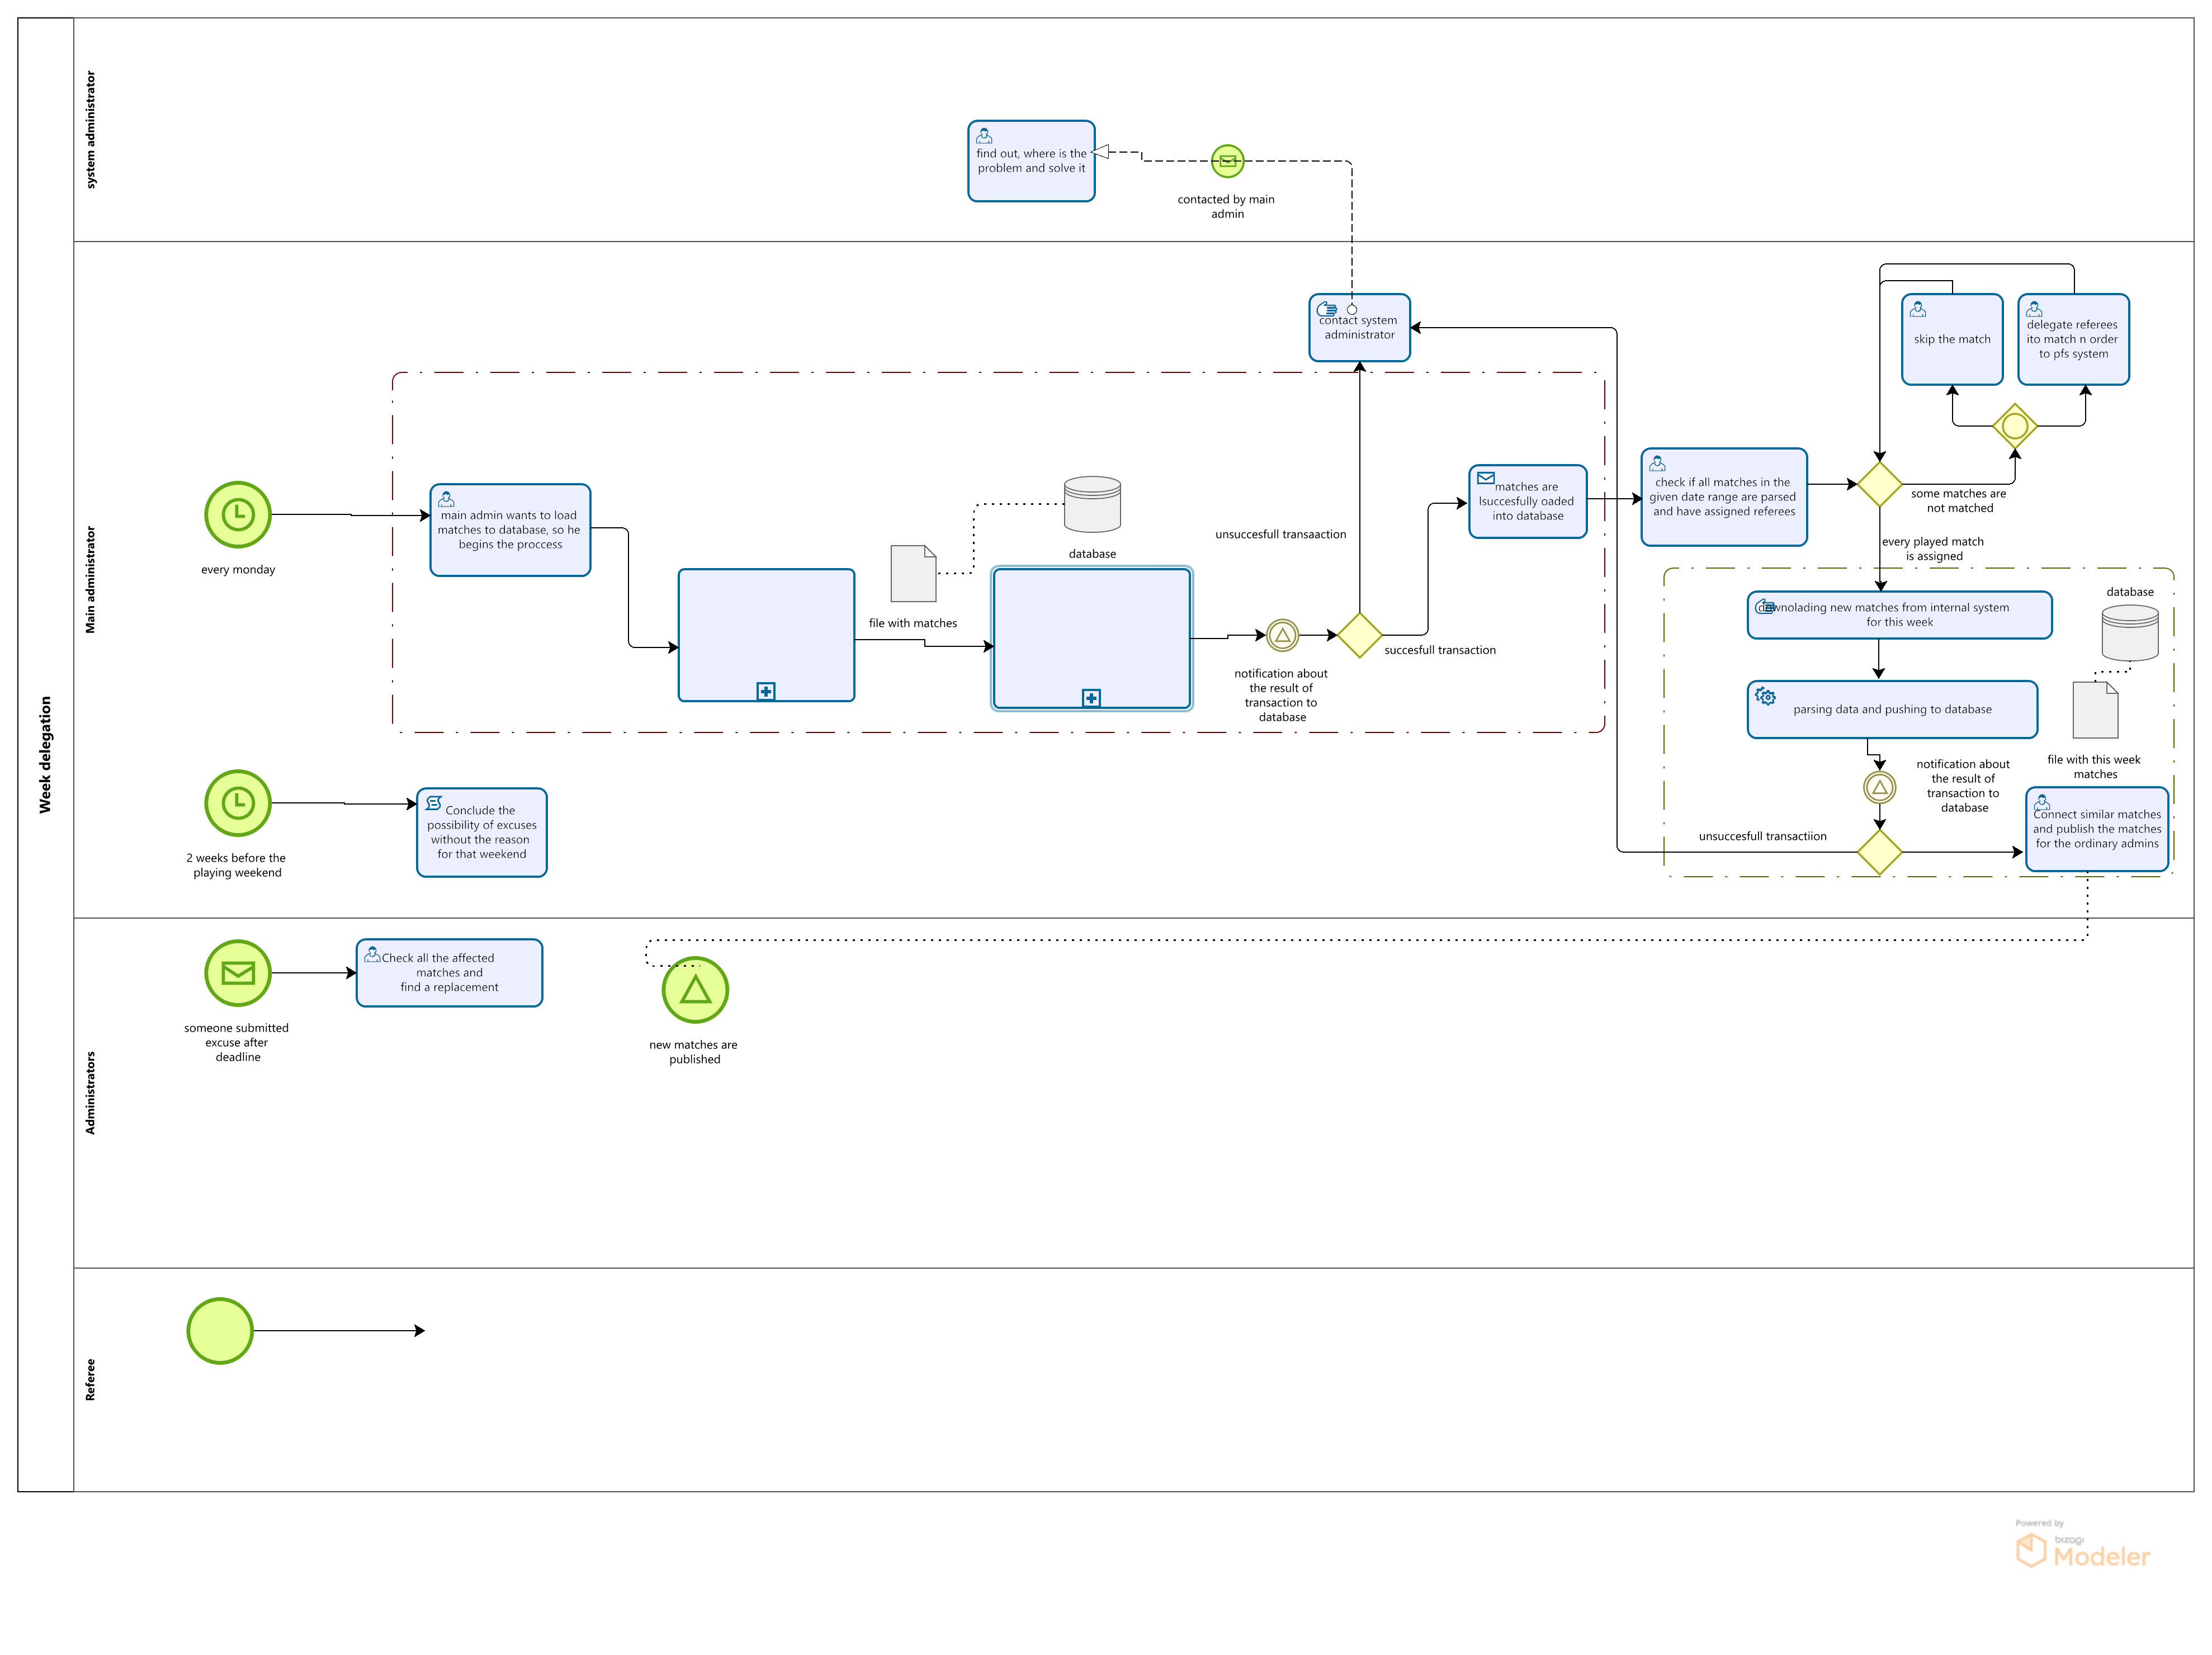 Week delegation
system administrator
find out, where is the
problem and solve it
contacted by main
admin
Main administrator
every monday
main admin wants to load
matches to database, so he
begins the proccess
file with matches
database
notification about
the result of
transaction to
database
unsuccesfull transaaction
succesfull transaction
contact system
administrator
matches are
lsuccesfully oaded
into database
check if all matches in the
given date range are parsed
and have assigned referees
some matches are
not matched
skip the match
delegate referees
ito match n order
to pfs system
every played match
is assigned
downolading new matches from internal system
for this week
parsing data and pushing to database
database
file with this week
matches
notification about
the result of
transaction to
database
unsuccesfull transactiion
Connect similar matches
and publish the matches
for the ordinary admins
2 weeks before the
playing weekend
Conclude the
possibility of excuses
without the reason
for that weekend
Administrators
someone submitted
excuse after
deadline
Check all the affected
matches and
find a replacement
new matches are
published
Referee
Powered by
bizagi
Modeler